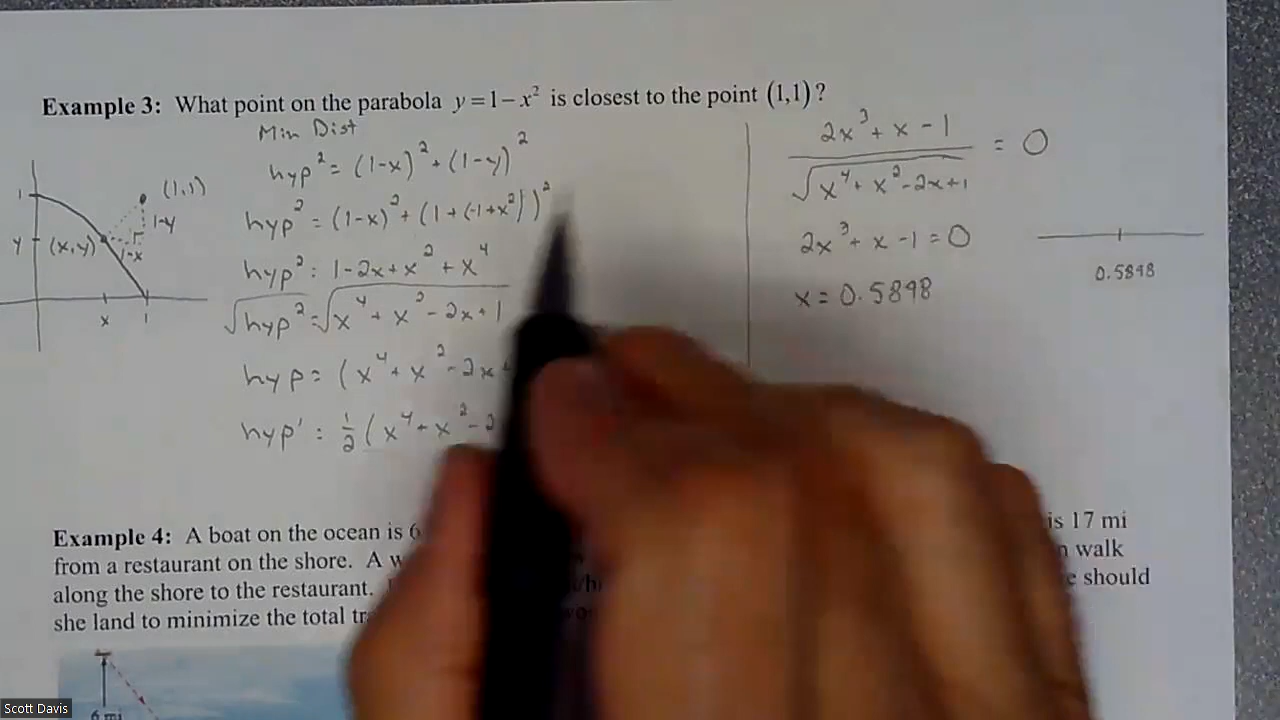 Example 3: What point on the parabola y = 1 − x² is closest to the point (1,1)?
Min Dist
hyp² = (1-x)² + (1-y)²
hyp² = (1-x)² + (1 + (-1+x²))²
hyp² = 1-2x+x² + x⁴
√hyp² = √x⁴ + x² - 2x + 1
hyp = (x⁴ + x² - 2x +
hyp' = 1/2 (x⁴ + x² - 2
1
(1,1)
1-y
y
(x,y)
1-x
x
1
2x³ + x - 1
√x⁴ + x² - 2x + 1
= 0
2x³ + x - 1 = 0
x = 0.5898
0.5898
Example 4: A boat on the ocean is 6 is 17 mi
from a restaurant on the shore. A walk
along the shore to the restaurant. should
she land to minimize the total
6 mi
Scott Davis